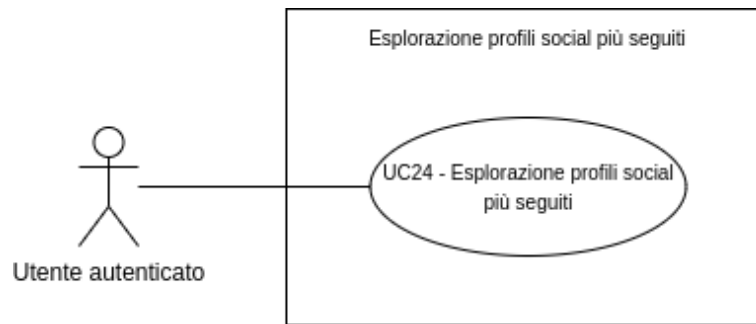 Esplorazione profili social più seguiti
UC24 - Esplorazione profili social
più seguiti
Utente autenticato